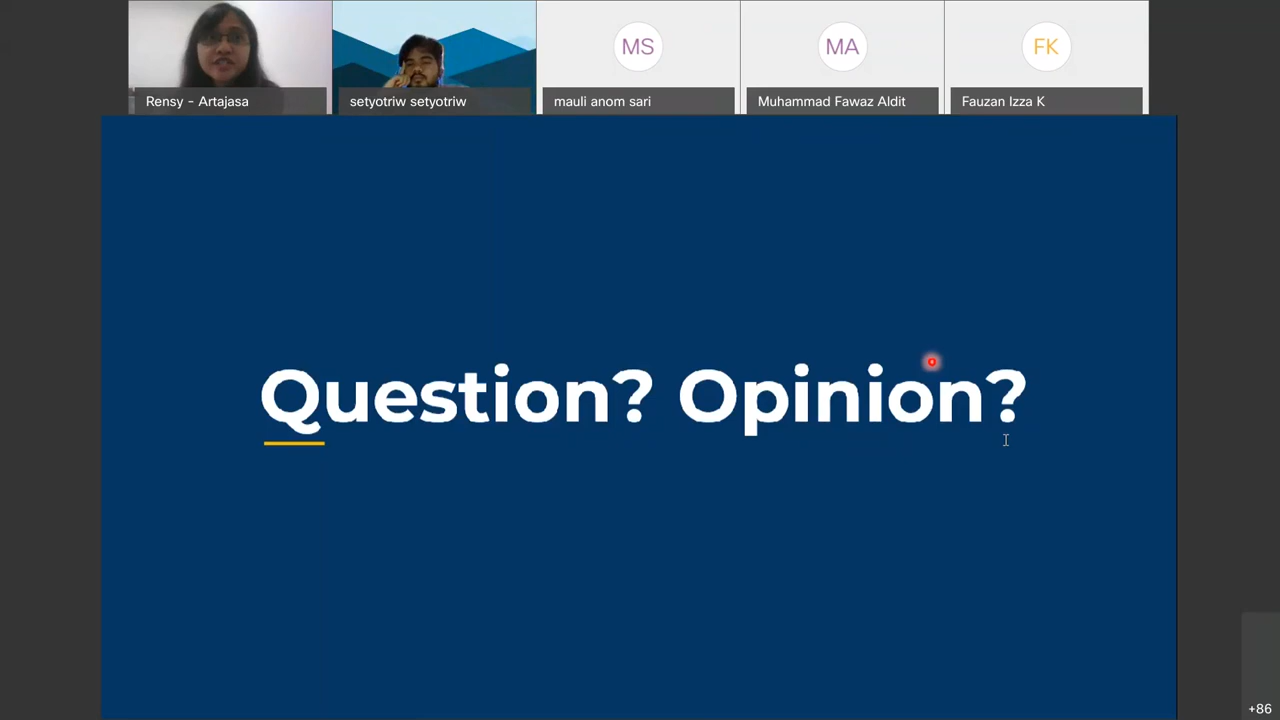 MS
MA
FK
Rensy - Artajasa
setyotriw setyotriw
mauli anom sari
Muhammad Fawaz Aldit
Fauzan Izza K
Question? Opinion?
+86